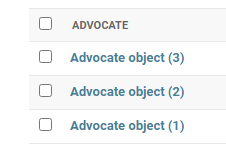 ADVOCATE
Advocate object (3)
Advocate object (2)
Advocate object (1)